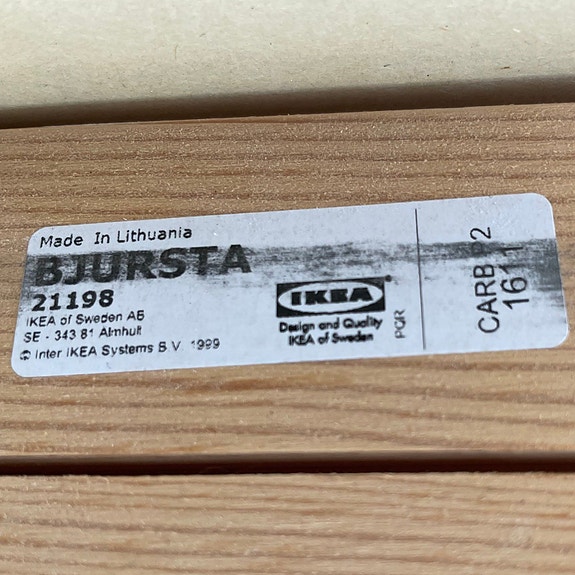 Made In Lithuania
BJURSTA
21198
IKEA of Sweden AB
SE - 343 81 Älmhult
© Inter IKEA Systems B.V. 1999
IKEA®
Design and Quality
IKEA of Sweden
PGR
CARB 2
1611